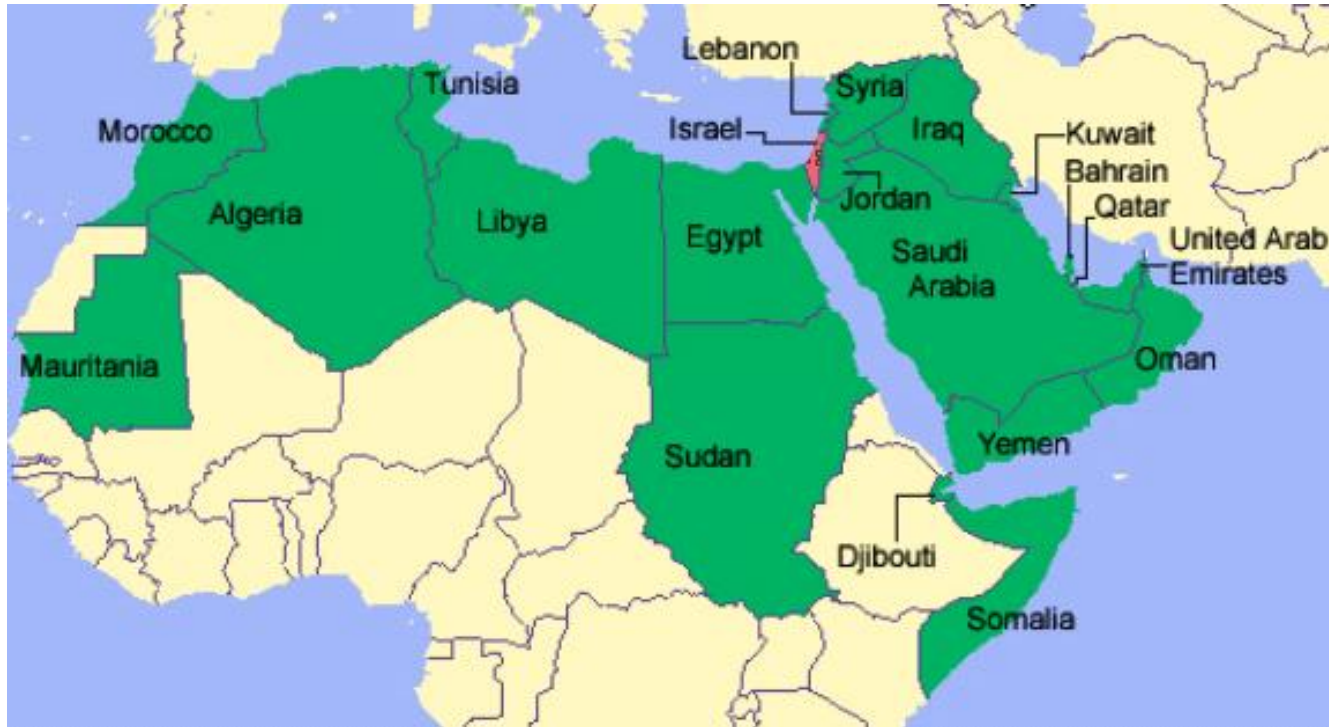 Lebanon
Syria
Tunisia
Morocco
Israel
Iraq
Kuwait
Bahrain
Jordan
Qatar
Algeria
Libya
Egypt
Saudi
Arabia
United Arab
Emirates
Mauritania
Oman
Sudan
Yemen
Djibouti
Somalia